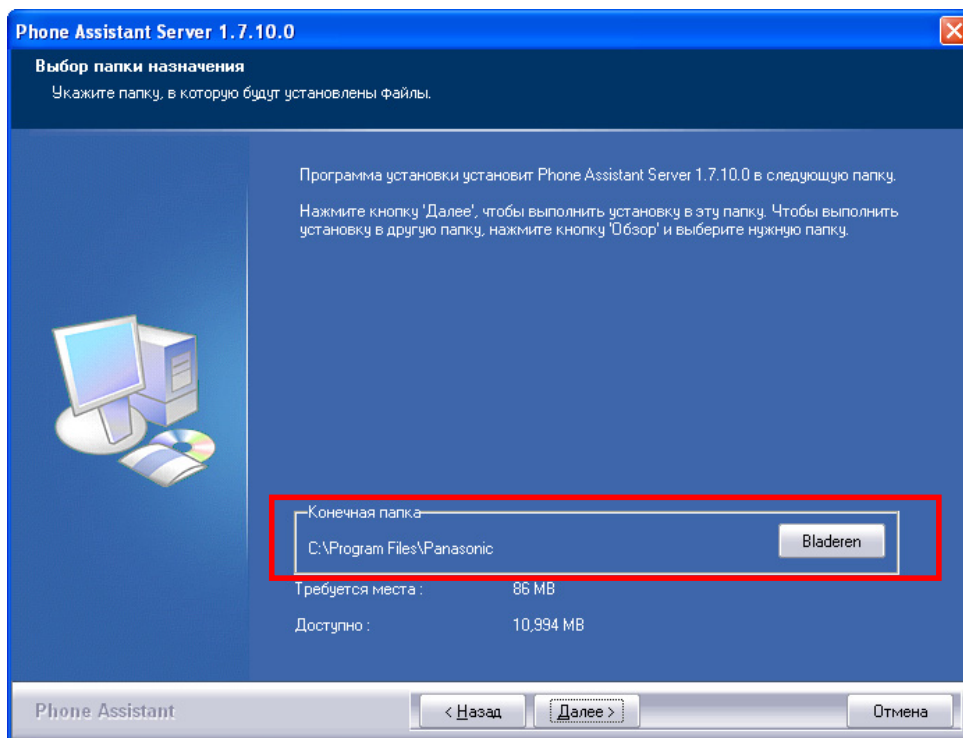 Phone Assistant Server 1.7.10.0
Выбор папки назначения
Укажите папку, в которую будут установлены файлы.
Программа установки установит Phone Assistant Server 1.7.10.0 в следующую папку.
Нажмите кнопку 'Далее', чтобы выполнить установку в эту папку. Чтобы выполнить
установку в другую папку, нажмите кнопку 'Обзор' и выберите нужную папку.
Конечная папка
C:\Program Files\Panasonic
Bladeren
Требуется места : 86 MB
Доступно : 10,994 MB
Phone Assistant
< Назад
Далее >
Отмена